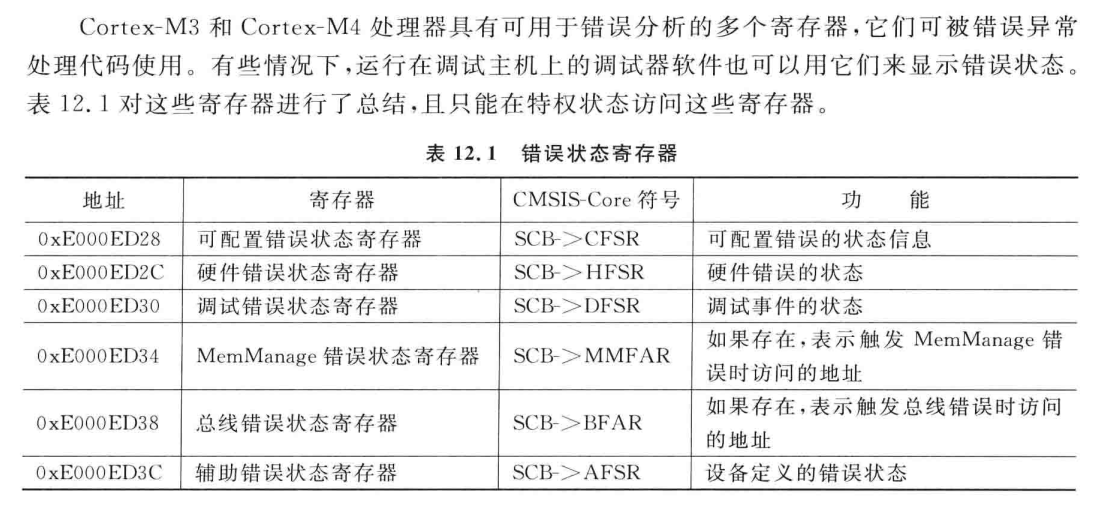 Cortex-M3 和 Cortex-M4 处理器具有可用于错误分析的多个寄存器,它们可被错误异常
处理代码使用。有些情况下,运行在调试主机上的调试器软件也可以用它们来显示错误状态。
表 12.1 对这些寄存器进行了总结,且只能在特权状态访问这些寄存器。
表 12.1 错误状态寄存器
地址 寄存器 CMSIS-Core 符号 功 能
0xE000ED28 可配置错误状态寄存器 SCB->CFSR 可配置错误的状态信息
0xE000ED2C 硬件错误状态寄存器 SCB->HFSR 硬件错误的状态
0xE000ED30 调试错误状态寄存器 SCB->DFSR 调试事件的状态
0xE000ED34 MemManage 错误状态寄存器 SCB->MMFAR 如果存在,表示触发 MemManage 错
误时访问的地址
0xE000ED38 总线错误状态寄存器 SCB->BFAR 如果存在,表示触发总线错误时访问
的地址
0xE000ED3C 辅助错误状态寄存器 SCB->AFSR 设备定义的错误状态